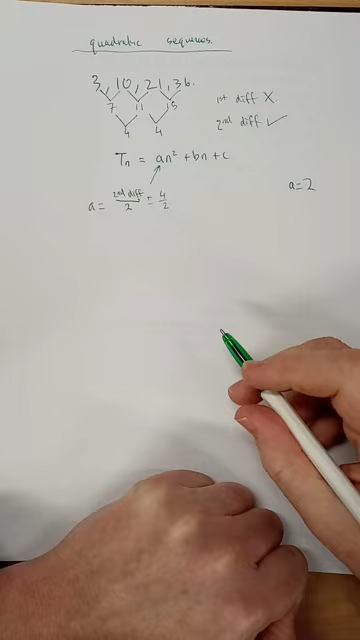 quadratic sequences.
3, 10, 21, 36.
7 11 15
1st diff X
4 4
2nd diff ✓
Tn = an² + bn + c
a = 2nd diff/2 = 4/2
a=2